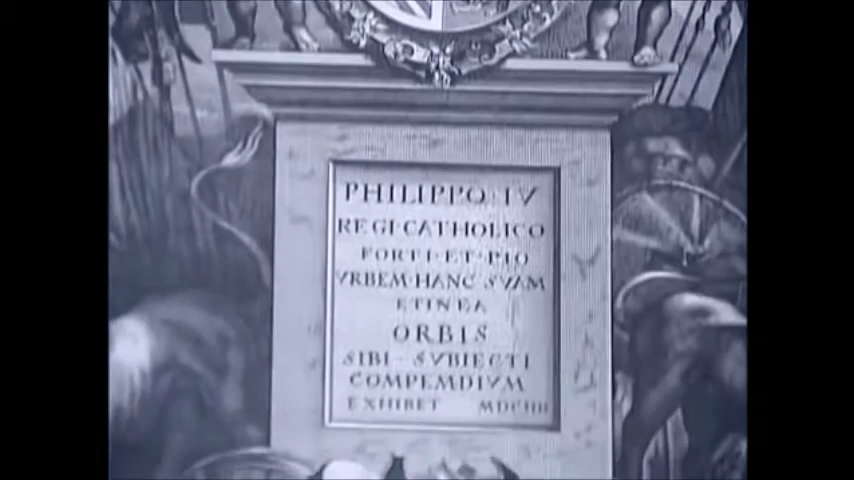 PHILIPPO·IV
REGI·CATHOLICO
FORTI·ET·PIO
VRBEM·HANC·SVAM
ET IN EA
ORBIS
SIBI·SVBIECTI
COMPENDIVM
EXHIBET